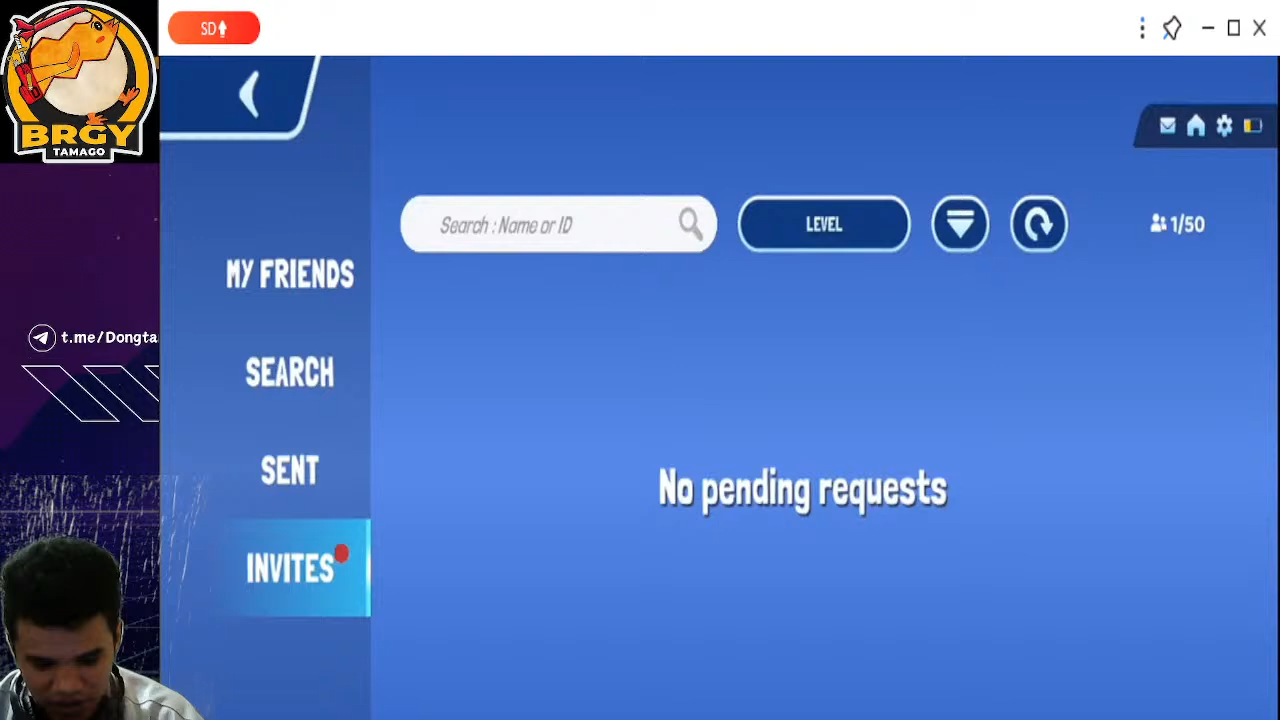 BRGY
TAMAGO
SD
Search : Name or ID
LEVEL
1/50
MY FRIENDS
t.me/Dongta
SEARCH
SENT
No pending requests
INVITES